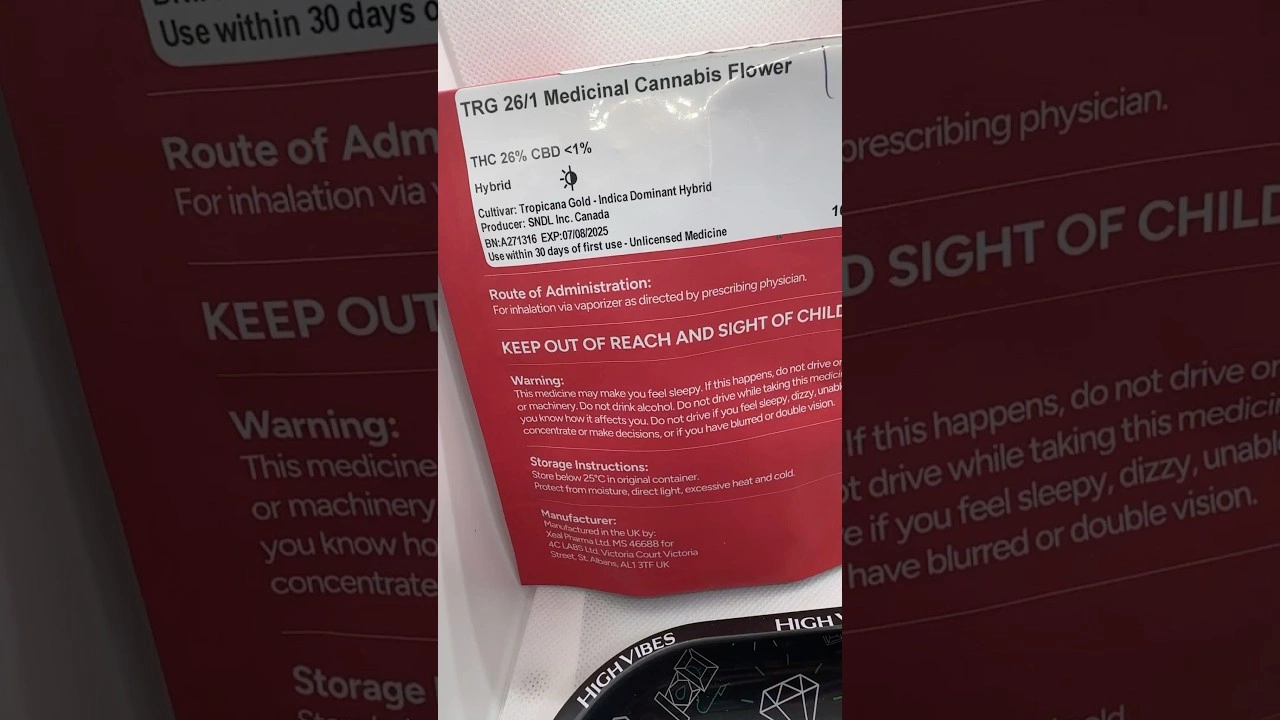 TRG 26/1 Medicinal Cannabis Flower
THC 26% CBD <1%
Hybrid
Cultivar: Tropicana Gold - Indica Dominant Hybrid
Producer: SNDL Inc. Canada
BN:A271316 EXP:07/08/2025
Use within 30 days of first use - Unlicensed Medicine
Route of Administration:
For inhalation via vaporizer as directed by prescribing physician.
KEEP OUT OF REACH AND SIGHT OF CHILD
Warning:
This medicine may make you feel sleepy. If this happens, do not drive or
or machinery. Do not drink alcohol. Do not drive while taking this medici
you know how it affects you. Do not drive if you feel sleepy, dizzy, unab
concentrate or make decisions, or if you have blurred or double vision.
Storage Instructions:
Store below 25°C in original container.
Protect from moisture, direct light, excessive heat and cold.
Manufacturer:
Manufactured in the UK by:
Xeal Pharma Ltd. MS 46688 for
4C LABS Ltd, Victoria Court Victoria
Street, St. Albans, AL1 3TF UK
HIGH VIBES
HIGH V
Use within 30 days o
Route of Adm
For inhalation via
KEEP OUT
Warning:
This medicine
or machinery
you know ho
concentrate
Storage
prescribing physician.
D SIGHT OF CHILD
If this happens, do not drive or
ot drive while taking this medicin
e if you feel sleepy, dizzy, unabl
have blurred or double vision.